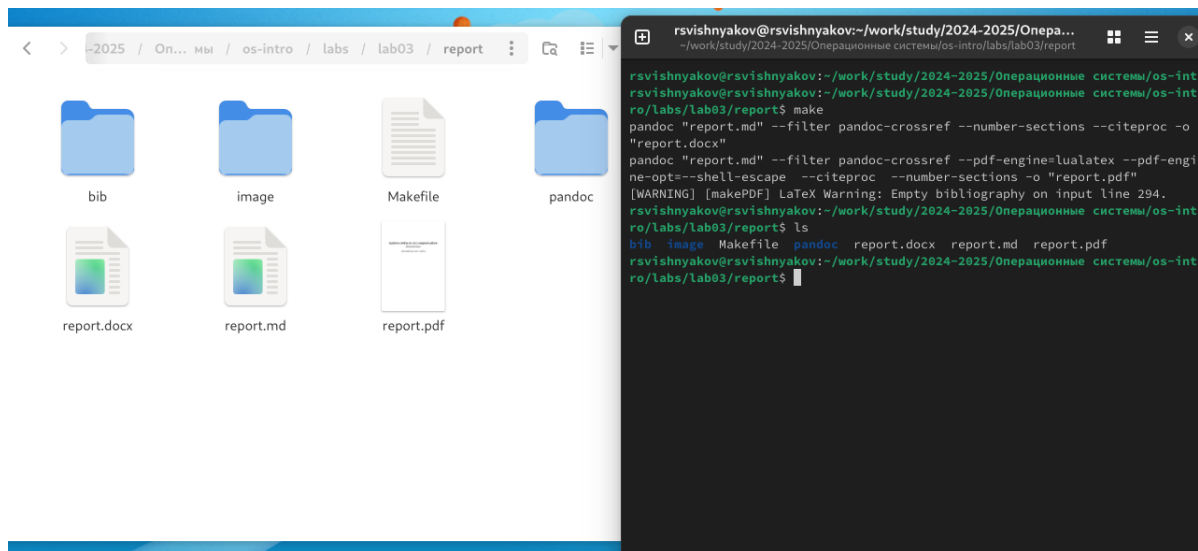 -2025 / Оп... мы / os-intro / labs / lab03 / report
bib
image
Makefile
pandoc
report.docx
report.md
report.pdf
rsvishnyakov@rsvishnyakov:~/work/study/2024-2025/Опера...
~/work/study/2024-2025/Операционные системы/os-intro/labs/lab03/report
rsvishnyakov@rsvishnyakov:~/work/study/2024-2025/Операционные системы/os-int
rsvishnyakov@rsvishnyakov:~/work/study/2024-2025/Операционные системы/os-int
ro/labs/lab03/report$ make
pandoc "report.md" --filter pandoc-crossref --number-sections --citeproc -o
"report.docx"
pandoc "report.md" --filter pandoc-crossref --pdf-engine=lualatex --pdf-engi
ne-opt=--shell-escape  --citeproc  --number-sections -o "report.pdf"
[WARNING] [makePDF] LaTeX Warning: Empty bibliography on input line 294.
rsvishnyakov@rsvishnyakov:~/work/study/2024-2025/Операционные системы/os-int
ro/labs/lab03/report$ ls
bib  image  Makefile  pandoc  report.docx  report.md  report.pdf
rsvishnyakov@rsvishnyakov:~/work/study/2024-2025/Операционные системы/os-int
ro/labs/lab03/report$